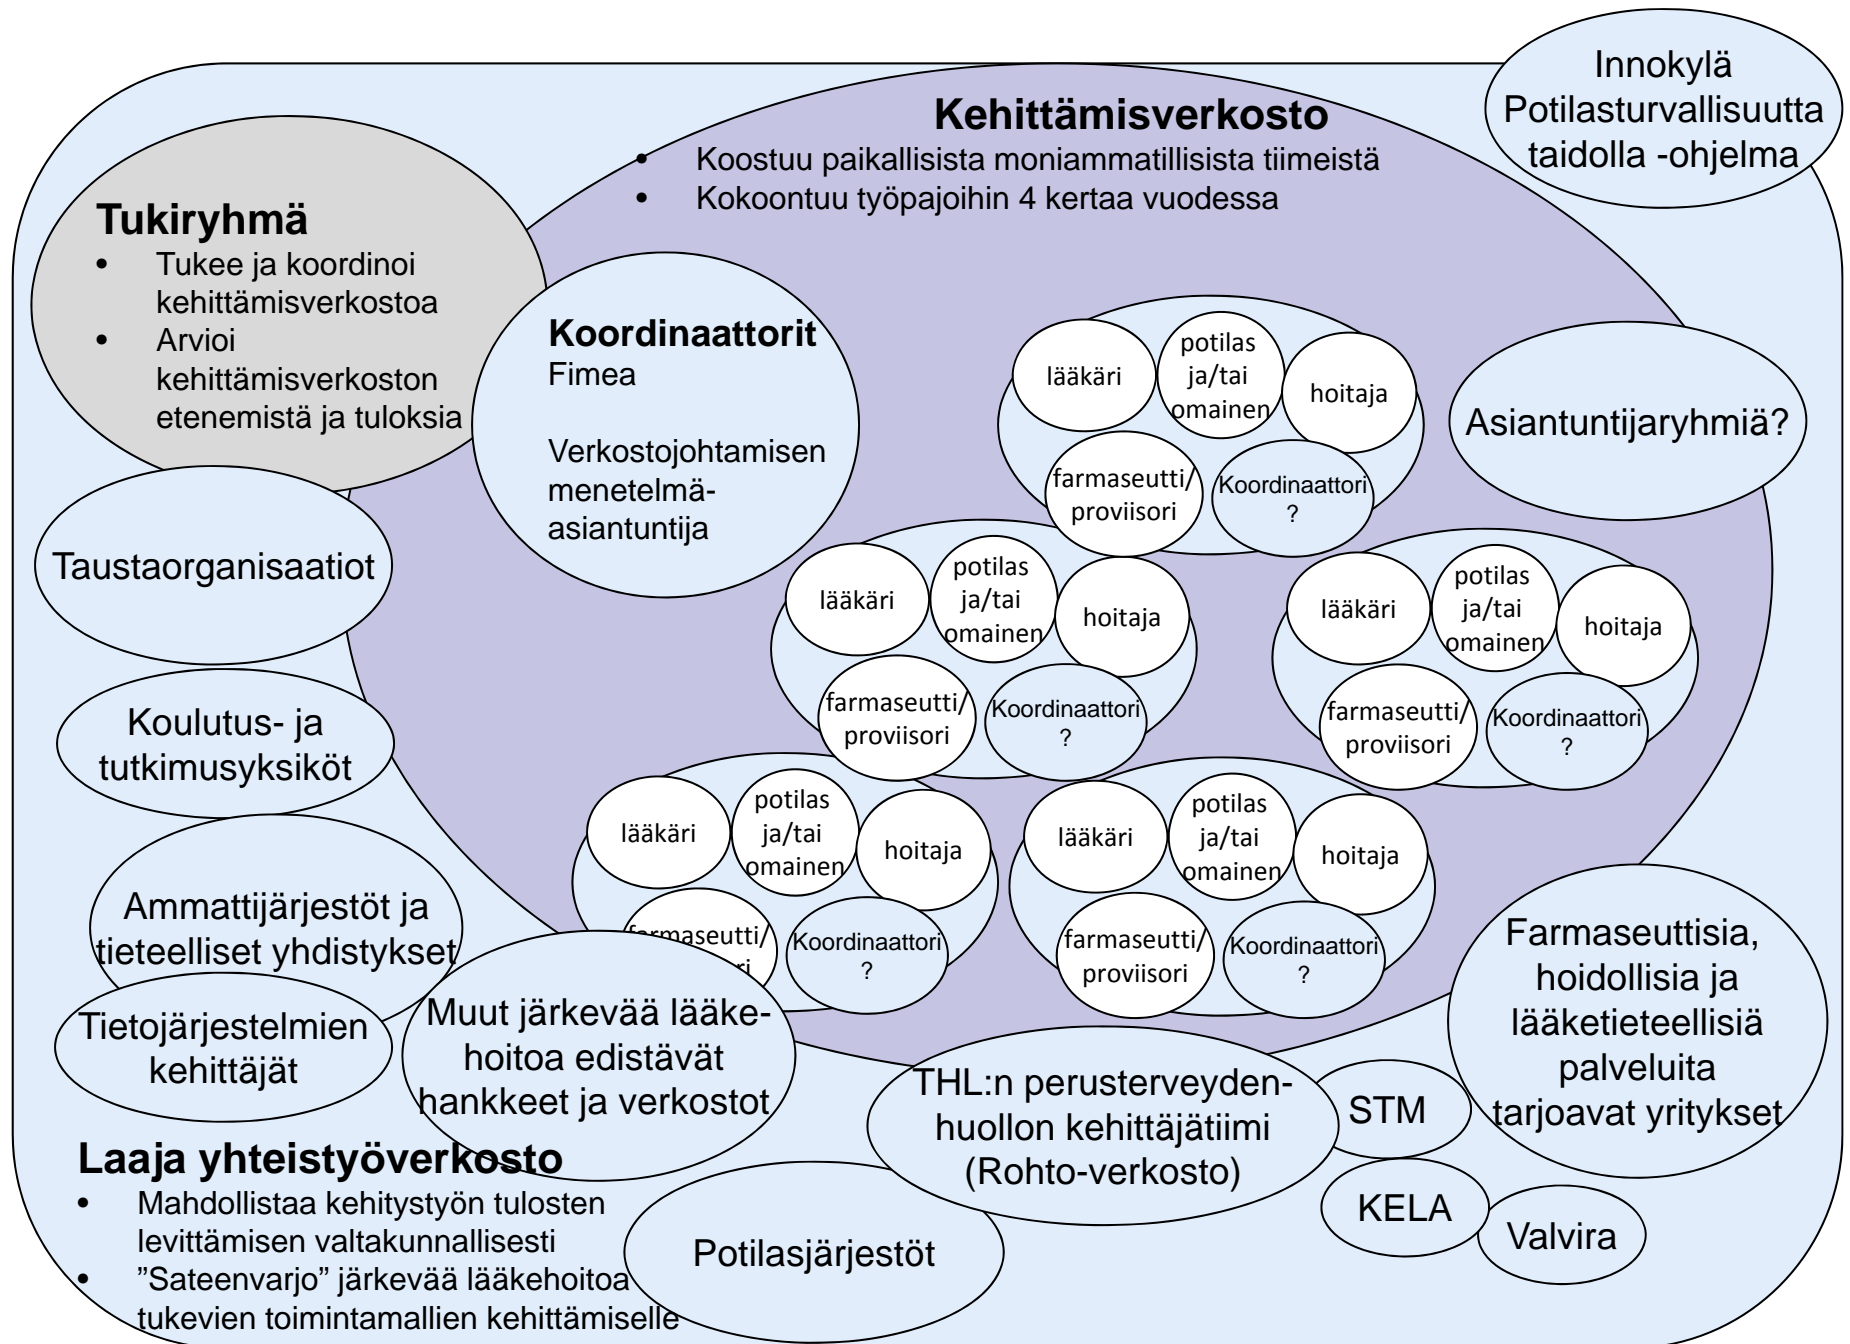 Innokylä
Potilasturvallisuutta
taidolla -ohjelma
Kehittämisverkosto
• Koostuu paikallisista moniammatillisista tiimeistä
• Kokoontuu työpajoihin 4 kertaa vuodessa
Tukiryhmä
• Tukee ja koordinoi
kehittämisverkostoa
• Arvioi
kehittämisverkoston
etenemistä ja tuloksia
Koordinaattorit
Fimea
Verkostojohtamisen
menetelmä-
asiantuntija
lääkäri
potilas
ja/tai
omainen
hoitaja
farmaseutti/
proviisori
Koordinaattori
?
Asiantuntijaryhmiä?
Taustaorganisaatiot
lääkäri
potilas
ja/tai
omainen
hoitaja
farmaseutti/
proviisori
Koordinaattori
?
lääkäri
potilas
ja/tai
omainen
hoitaja
farmaseutti/
proviisori
Koordinaattori
?
Koulutus- ja
tutkimusyksiköt
lääkäri
potilas
ja/tai
omainen
hoitaja
farmaseutti/
Koordinaattori
?
lääkäri
potilas
ja/tai
omainen
hoitaja
farmaseutti/
proviisori
Koordinaattori
?
Ammattijärjestöt ja
tieteelliset yhdistykset
Tietojärjestelmien
kehittäjät
Muut järkevää lääke-
hoitoa edistävät
hankkeet ja verkostot
Farmaseuttisia,
hoidollisia ja
lääketieteellisiä
palveluita
tarjoavat yritykset
THL:n perusterveyden-
huollon kehittäjätiimi
(Rohto-verkosto)
STM
KELA
Valvira
Laaja yhteistyöverkosto
• Mahdollistaa kehitystyön tulosten
levittämisen valtakunnallisesti
• ”Sateenvarjo” järkevää lääkehoitoa
tukevien toimintamallien kehittämiselle
Potilasjärjestöt